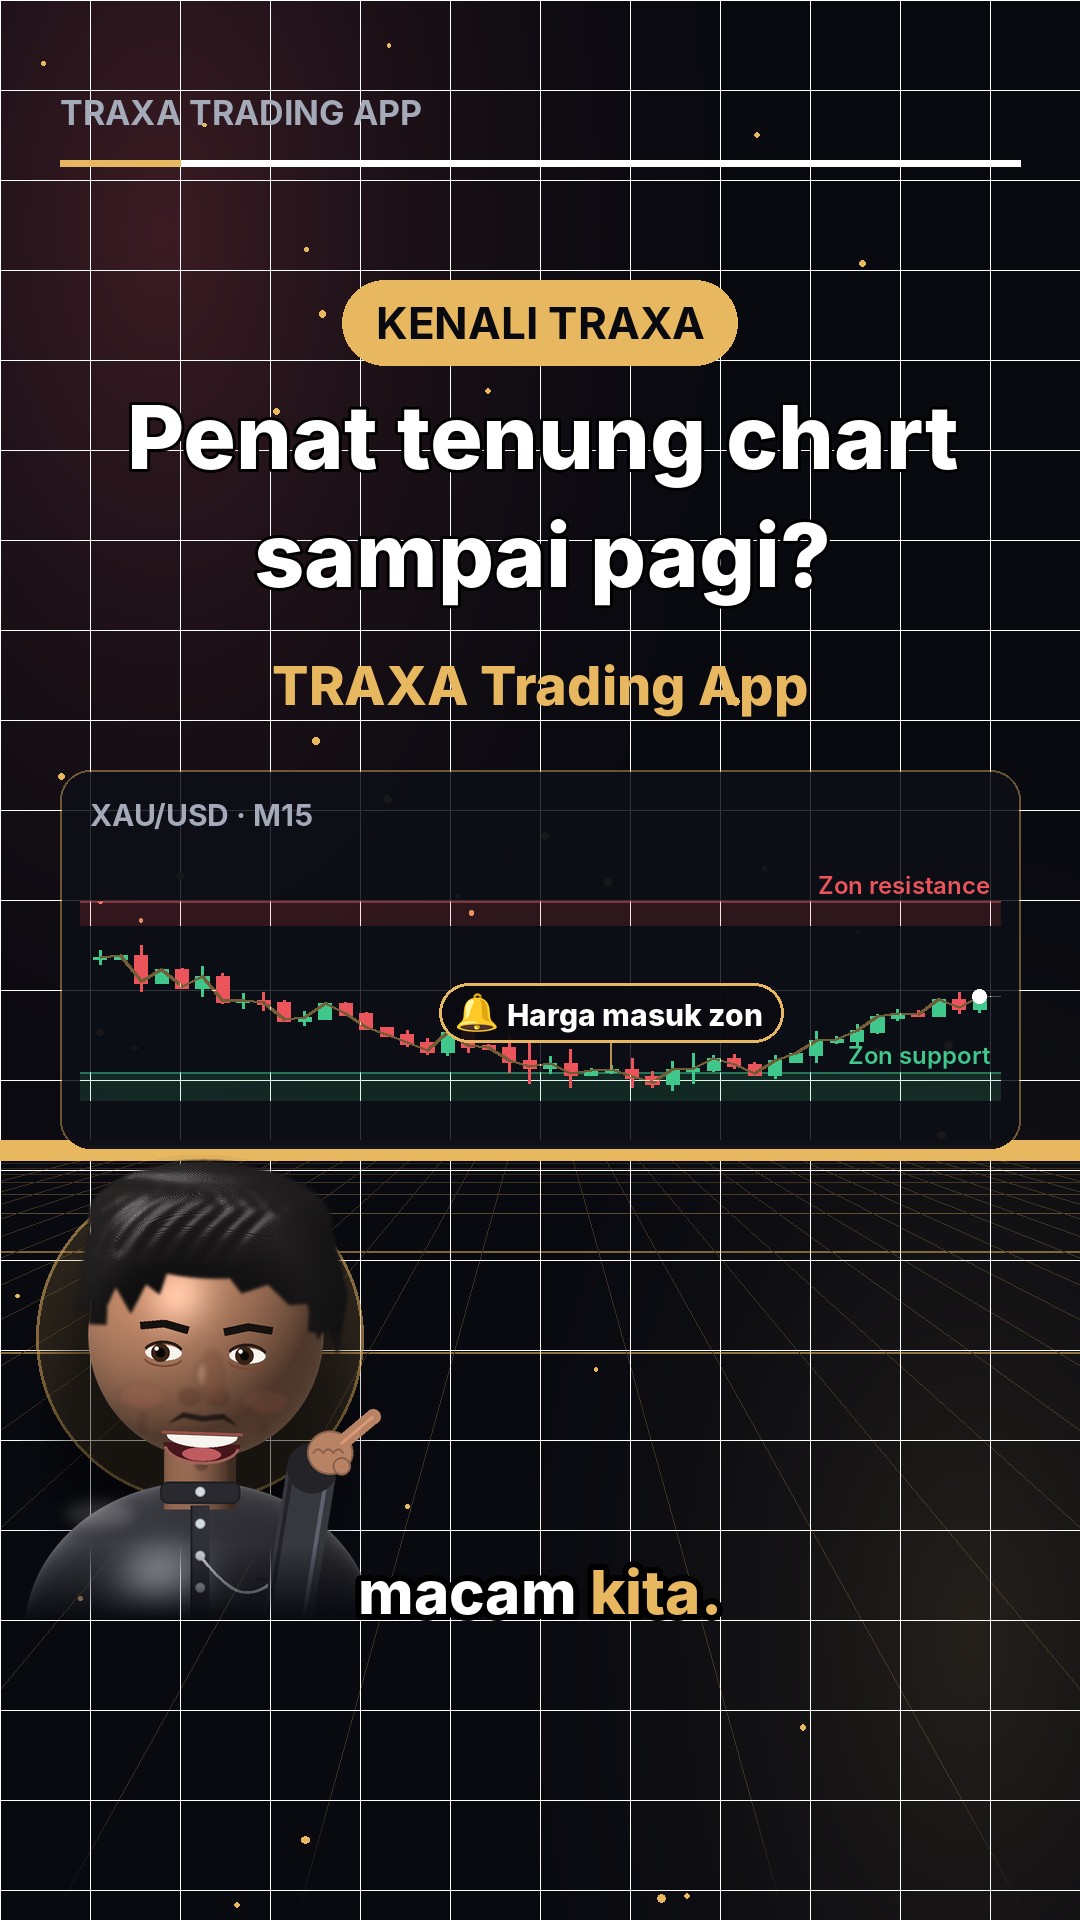 TRAXA TRADING APP
KENALI TRAXA
Penat tenung chart
sampai pagi?
TRAXA Trading App
XAU/USD · M15
Zon resistance
🔔 Harga masuk zon
Zon support
macam kita.